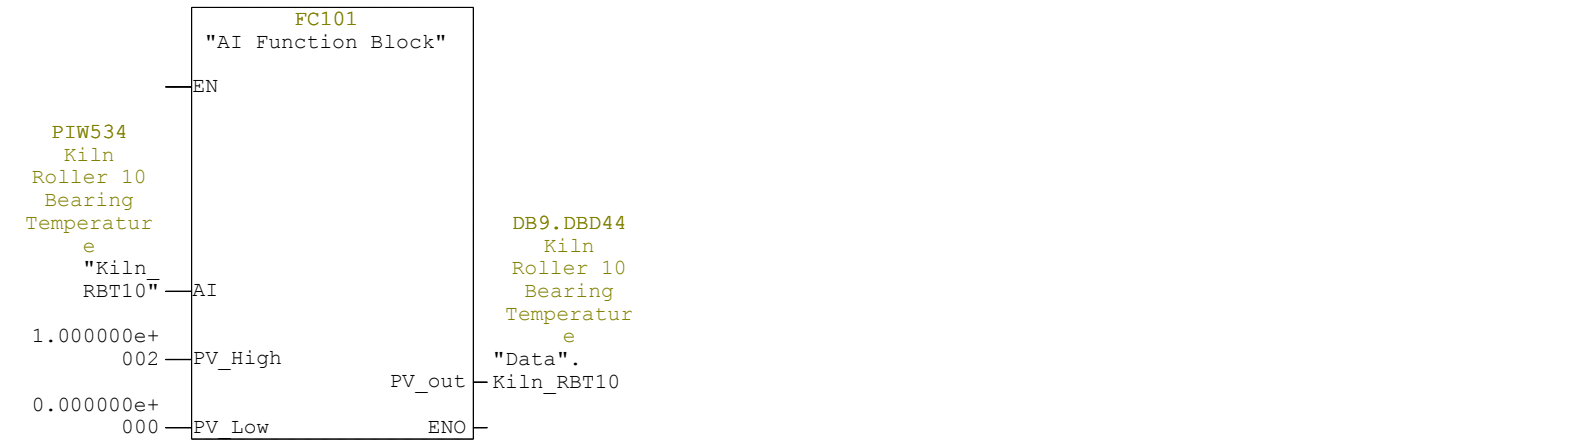 FC101
"AI Function Block"
EN
PIW534
Kiln
Roller 10
Bearing
Temperatur
e
"Kiln_
RBT10"
AI
1.000000e+
002
PV_High
0.000000e+
000
PV_Low
DB9.DBD44
Kiln
Roller 10
Bearing
Temperatur
e
"Data".
PV_out
Kiln_RBT10
ENO